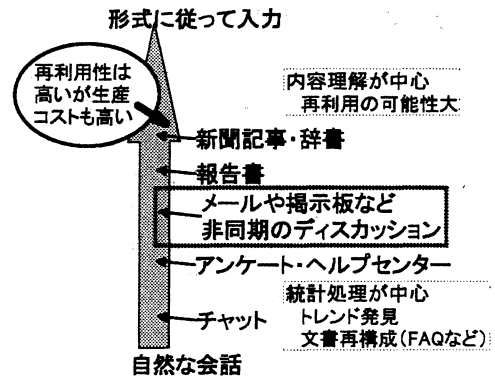 形式に従って入力
再利用性は
高いが生産
コストも高い
内容理解が中心
再利用の可能性大
新聞記事・辞書
報告書
メールや掲示板など
非同期のディスカッション
アンケート・ヘルプセンター
統計処理が中心
トレンド発見
文書再構成(FAQなど)
チャット
自然な会話